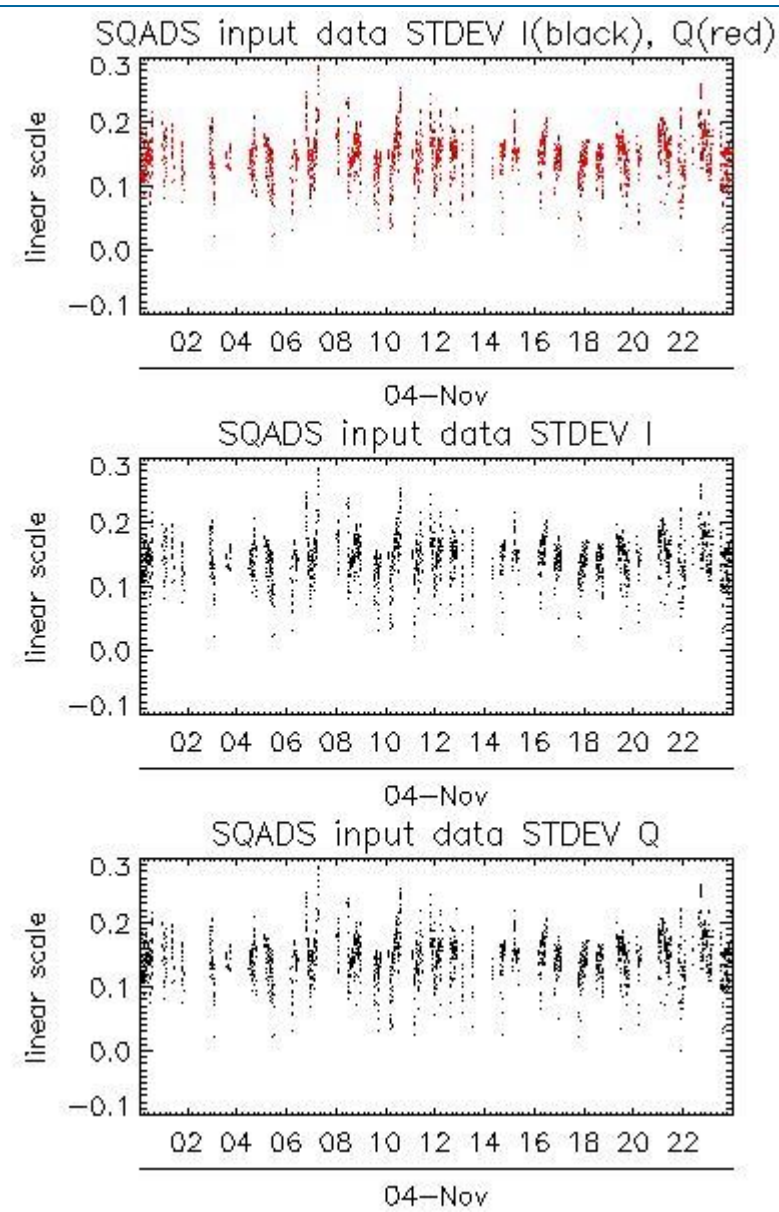 SQADS input data STDEV I(black), Q(red)
0.3
0.2
0.1
0.0
−0.1
linear scale
02 04 06 08 10 12 14 16 18 20 22
04−Nov
SQADS input data STDEV I
0.3
0.2
0.1
0.0
−0.1
linear scale
02 04 06 08 10 12 14 16 18 20 22
04−Nov
SQADS input data STDEV Q
0.3
0.2
0.1
0.0
−0.1
linear scale
02 04 06 08 10 12 14 16 18 20 22
04−Nov